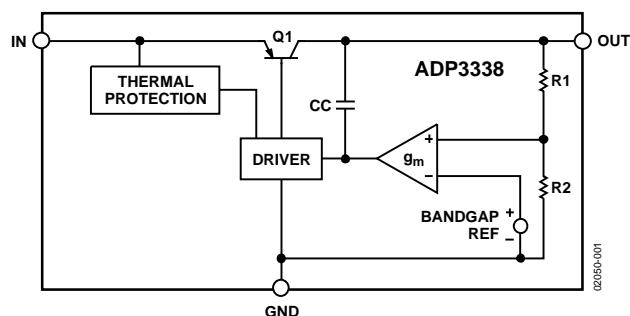 IN
Q1
OUT
THERMAL
PROTECTION
ADP3338
R1
CC
DRIVER
+
gm
–
R2
BANDGAP
REF
+
–
GND
02050-001